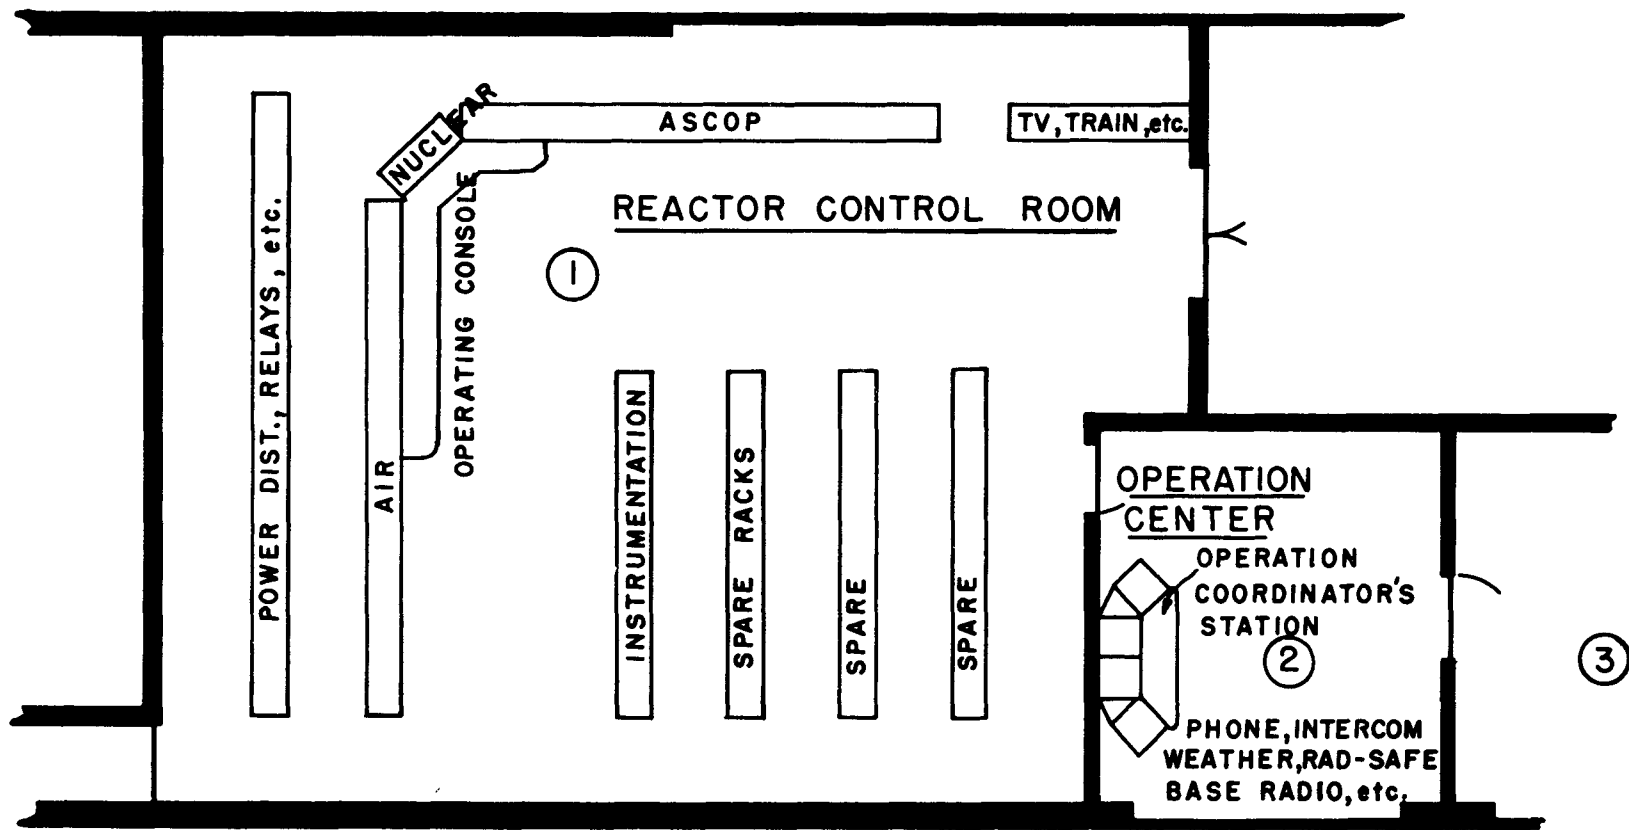 NUCLEAR
ASCOP
TV, TRAIN, etc.
REACTOR CONTROL ROOM
1
POWER DIST., RELAYS, etc.
AIR
OPERATING CONSOLE
INSTRUMENTATION
SPARE RACKS
SPARE
SPARE
OPERATION
CENTER
OPERATION
COORDINATOR'S
STATION
2
3
PHONE, INTERCOM
WEATHER, RAD-SAFE
BASE RADIO, etc.